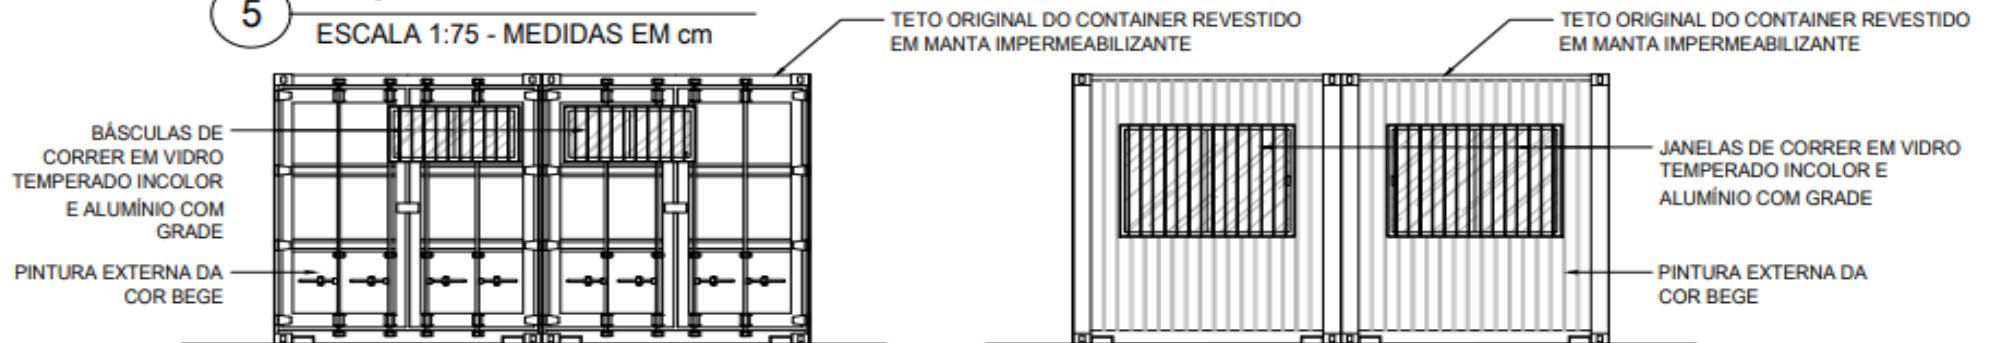 5
ESCALA 1:75 - MEDIDAS EM cm
TETO ORIGINAL DO CONTAINER REVESTIDO
EM MANTA IMPERMEABILIZANTE
BÁSCULAS DE
CORRER EM VIDRO
TEMPERADO INCOLOR
E ALUMÍNIO COM
GRADE
PINTURA EXTERNA DA
COR BEGE
TETO ORIGINAL DO CONTAINER REVESTIDO
EM MANTA IMPERMEABILIZANTE
JANELAS DE CORRER EM VIDRO
TEMPERADO INCOLOR E
ALUMÍNIO COM GRADE
PINTURA EXTERNA DA
COR BEGE